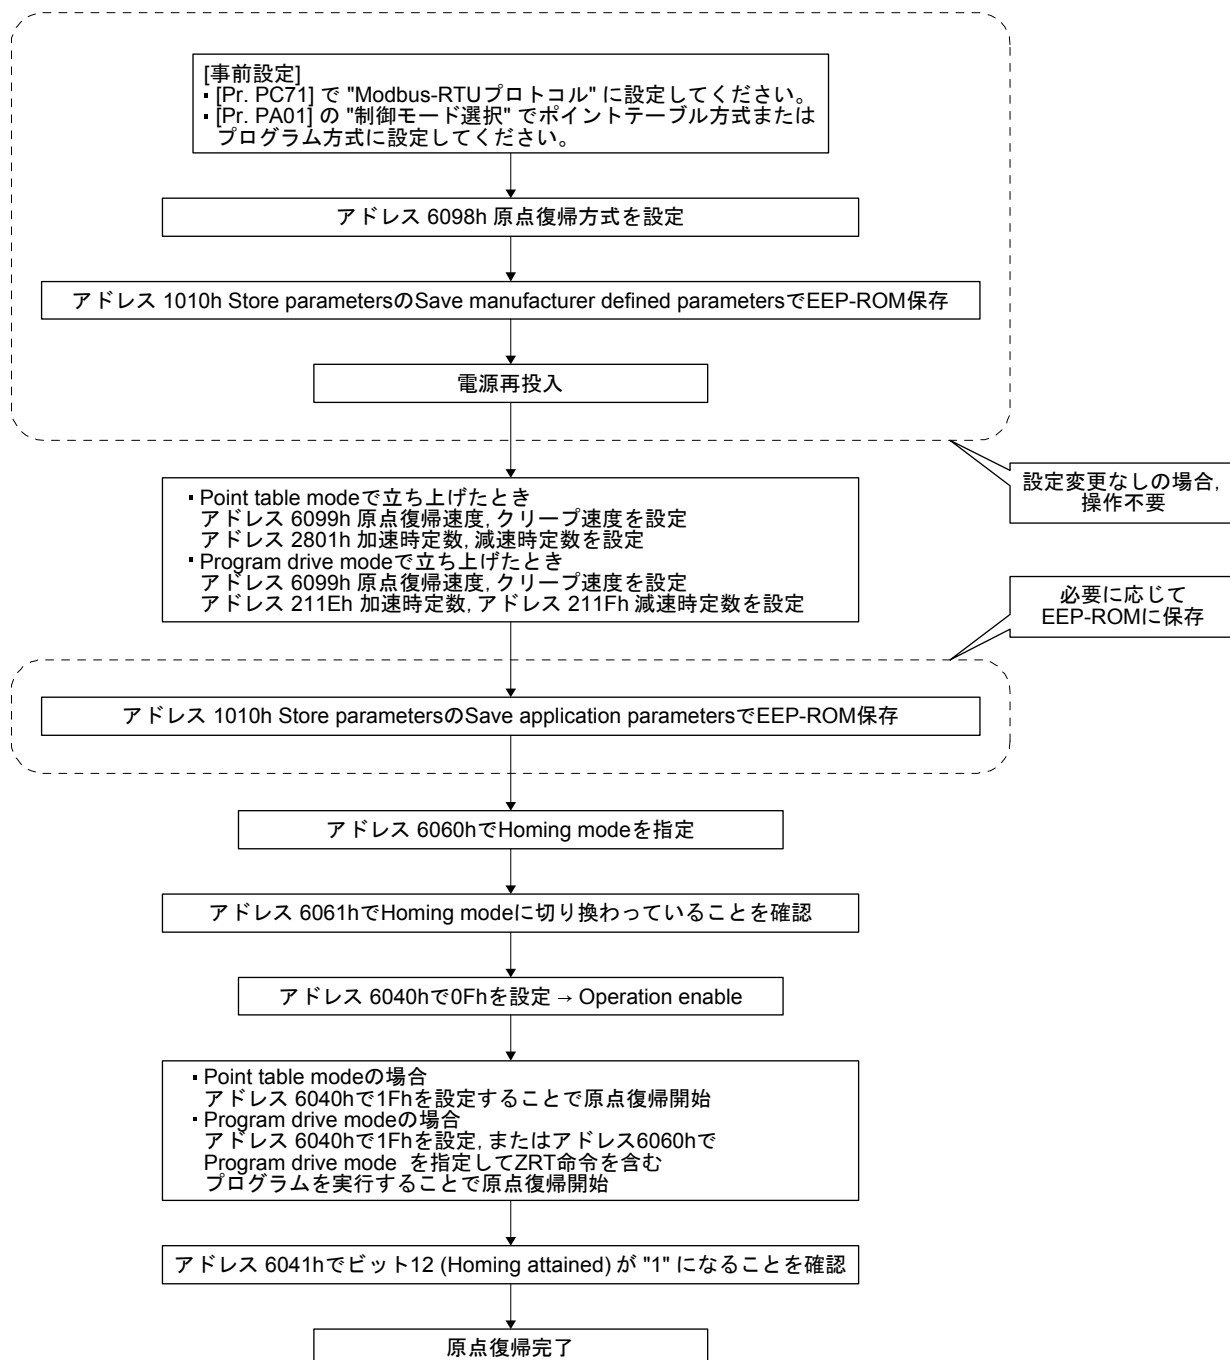 [事前設定]
▪ [Pr. PC71] で "Modbus-RTUプロトコル" に設定してください。
▪ [Pr. PA01] の "制御モード選択" でポイントテーブル方式または
プログラム方式に設定してください。
アドレス 6098h 原点復帰方式を設定
アドレス 1010h Store parametersのSave manufacturer defined parametersでEEP-ROM保存
電源再投入
設定変更なしの場合,
操作不要
▪ Point table modeで立ち上げたとき
アドレス 6099h 原点復帰速度, クリープ速度を設定
アドレス 2801h 加速時定数, 減速時定数を設定
▪ Program drive modeで立ち上げたとき
アドレス 6099h 原点復帰速度, クリープ速度を設定
アドレス 211Eh 加速時定数, アドレス 211Fh 減速時定数を設定
必要に応じて
EEP-ROMに保存
アドレス 1010h Store parametersのSave application parametersでEEP-ROM保存
アドレス 6060hでHoming modeを指定
アドレス 6061hでHoming modeに切り換わっていることを確認
アドレス 6040hで0Fhを設定 → Operation enable
▪ Point table modeの場合
アドレス 6040hで1Fhを設定することで原点復帰開始
▪ Program drive modeの場合
アドレス 6040hで1Fhを設定, またはアドレス6060hで
Program drive mode を指定してZRT命令を含む
プログラムを実行することで原点復帰開始
アドレス 6041hでビット12 (Homing attained) が "1" になることを確認
原点復帰完了